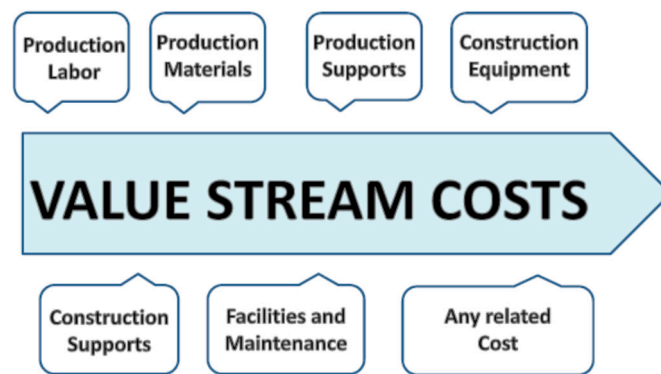 Production
Labor
Production
Materials
Production
Supports
Construction
Equipment
VALUE STREAM COSTS
Construction
Supports
Facilities and
Maintenance
Any related
Cost